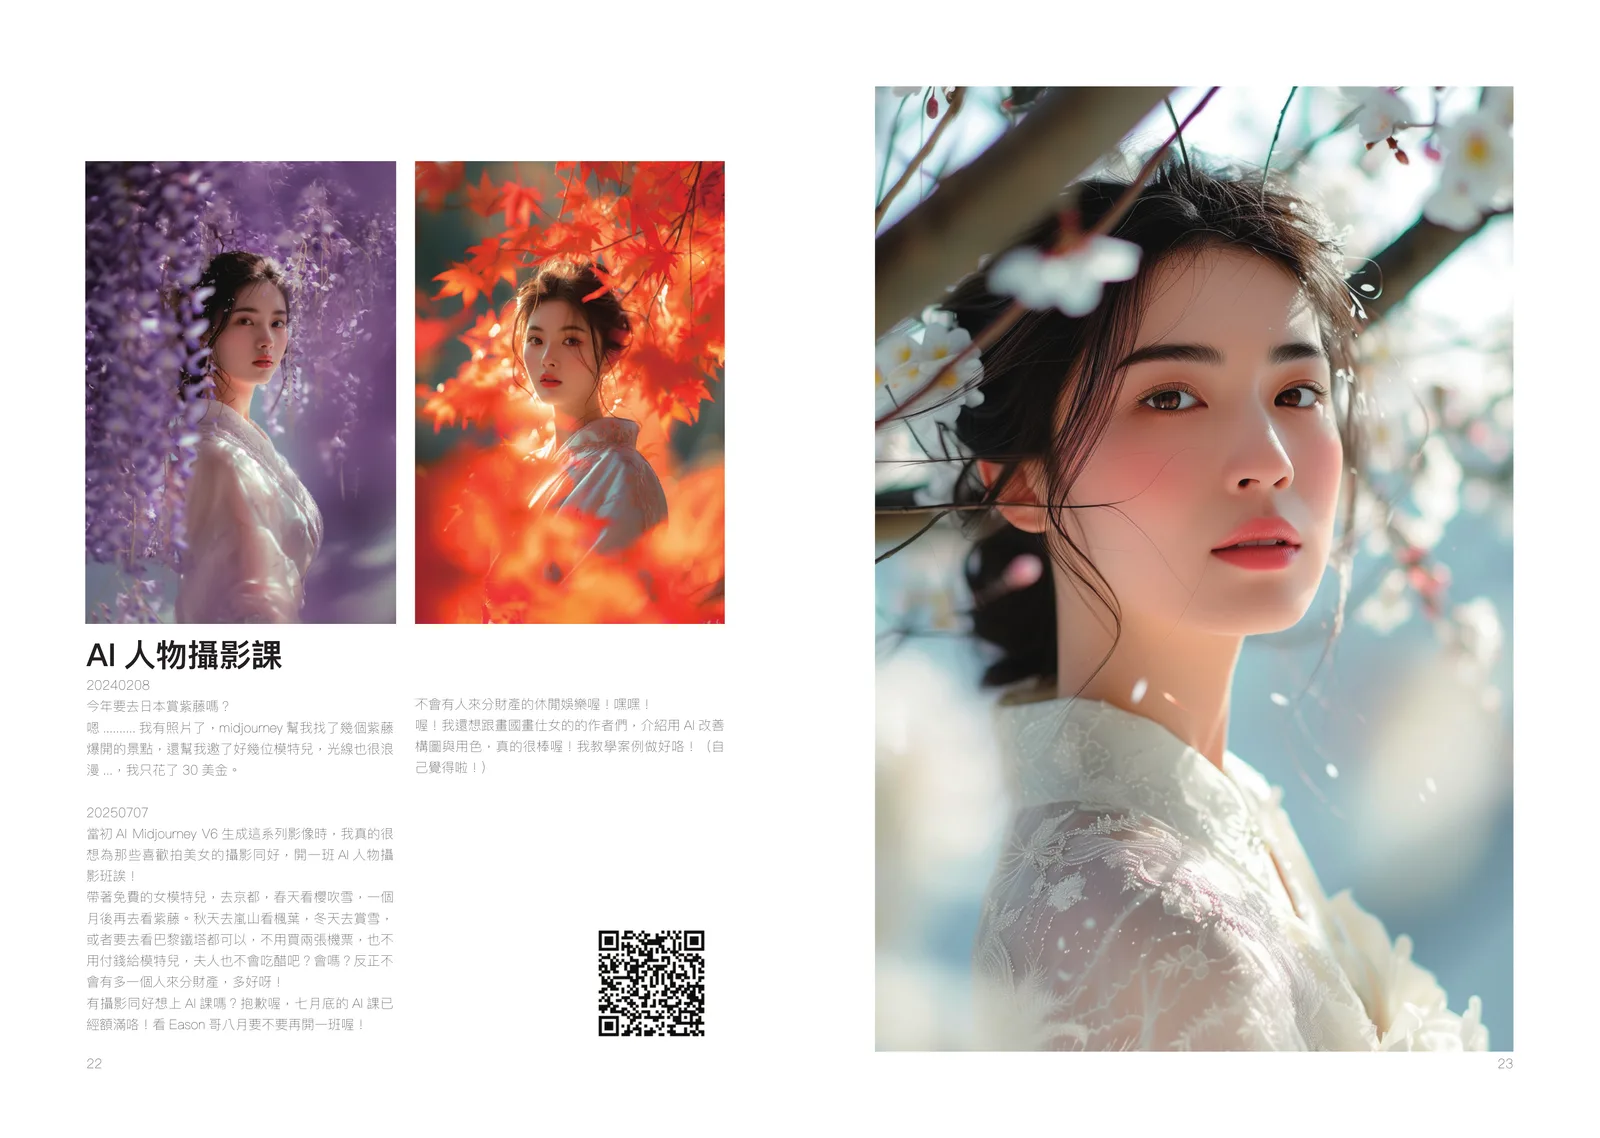 AI 人物攝影課
20240208
今年要去日本賞紫藤嗎？
嗯 .......... 我有照片了，midjourney 幫我找了幾個紫藤
爆開的景點，還幫我邀了好幾位模特兒，光線也很浪
漫 ...，我只花了 30 美金。
20250707
當初 AI Midjourney V6 生成這系列影像時，我真的很
想為那些喜歡拍美女的攝影同好，開一班 AI 人物攝
影班誒！
帶著免費的女模特兒，去京都，春天看櫻吹雪，一個
月後再去看紫藤。秋天去嵐山看楓葉，冬天去賞雪，
或者要去看巴黎鐵塔都可以，不用買兩張機票，也不
用付錢給模特兒，夫人也不會吃醋吧？會嗎？反正不
會有多一個人來分財產，多好呀！
有攝影同好想上 AI 課嗎？抱歉喔，七月底的 AI 課已
經額滿咯！看 Eason 哥八月要不要再開一班喔！
不會有人來分財產的休閒娛樂喔！嘿嘿！
喔！我還想跟畫國畫仕女的的作者們，介紹用 AI 改善
構圖與用色，真的很棒喔！我教學案例做好咯！（自
己覺得啦！）
22
23